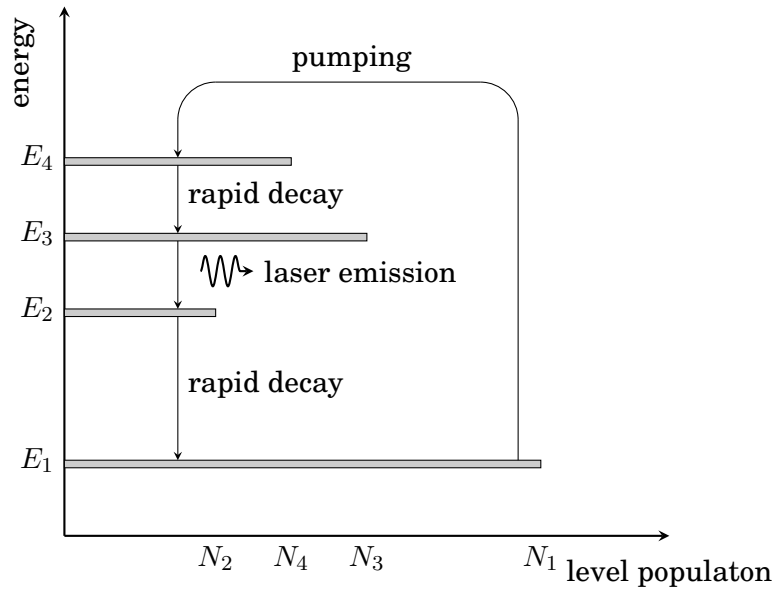 energy
pumping
E4
rapid decay
E3
laser emission
E2
rapid decay
E1
N2 N4 N3 N1
level populaton